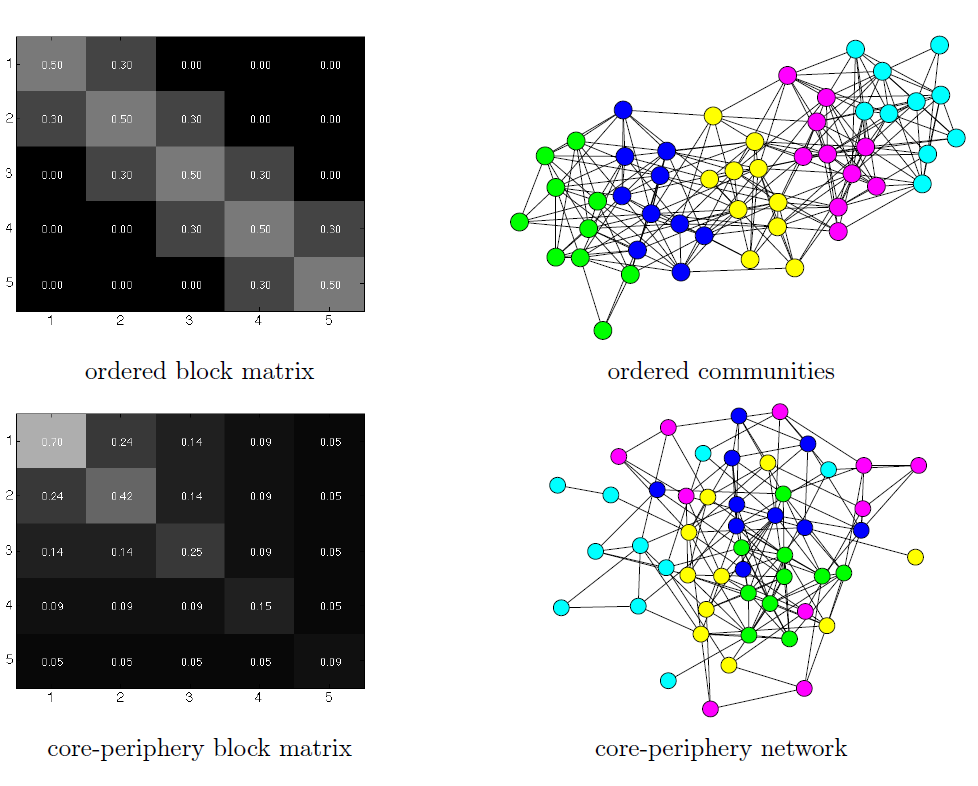 1 0.50 0.30 0.00 0.00 0.00
2 0.30 0.50 0.30 0.00 0.00
3 0.00 0.30 0.50 0.30 0.00
4 0.00 0.00 0.30 0.50 0.30
5 0.00 0.00 0.00 0.30 0.50
1 2 3 4 5
ordered block matrix
ordered communities
1 0.70 0.24 0.14 0.09 0.05
2 0.24 0.42 0.14 0.09 0.05
3 0.14 0.14 0.25 0.09 0.05
4 0.09 0.09 0.09 0.15 0.05
5 0.05 0.05 0.05 0.05 0.09
1 2 3 4 5
core-periphery block matrix
core-periphery network